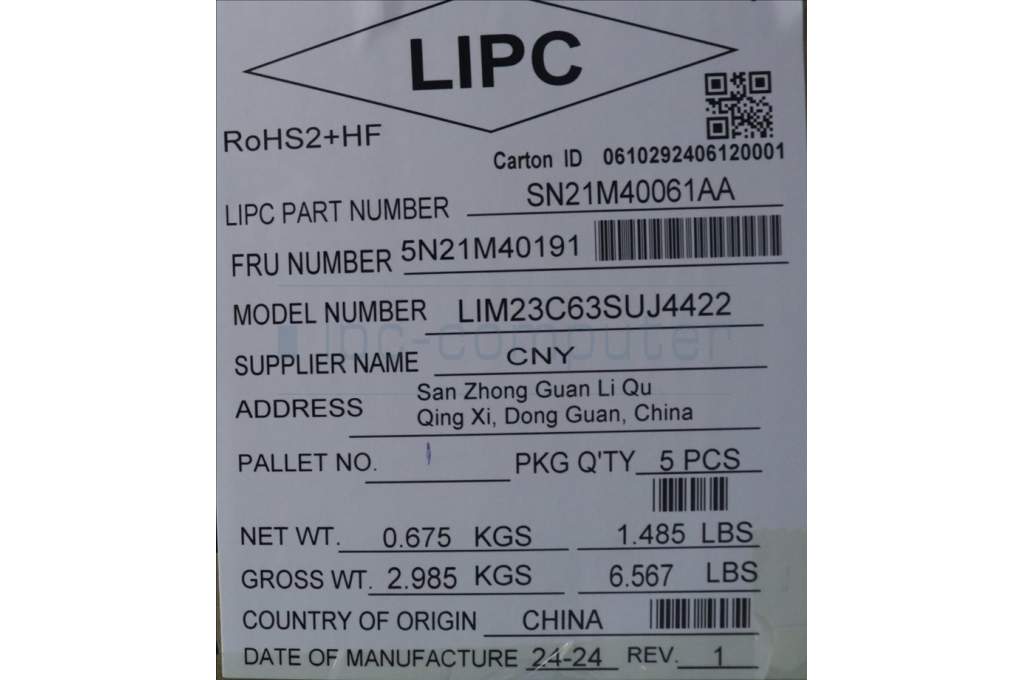 LIPC
RoHS2+HF
Carton ID 0610292406120001
LIPC PART NUMBER SN21M40061AA
FRU NUMBER 5N21M40191
MODEL NUMBER LIM23C63SUJ4422
ipc-computer
SUPPLIER NAME CNY
ADDRESS San Zhong Guan Li Qu
Qing Xi, Dong Guan, China
PALLET NO. PKG Q'TY 5 PCS
NET WT. 0.675 KGS 1.485 LBS
GROSS WT. 2.985 KGS 6.567 LBS
COUNTRY OF ORIGIN CHINA
DATE OF MANUFACTURE 24-24 REV. 1